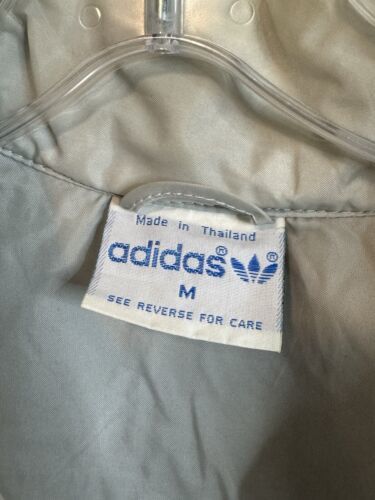 Made in Thailand
adidas® ®
M
SEE REVERSE FOR CARE